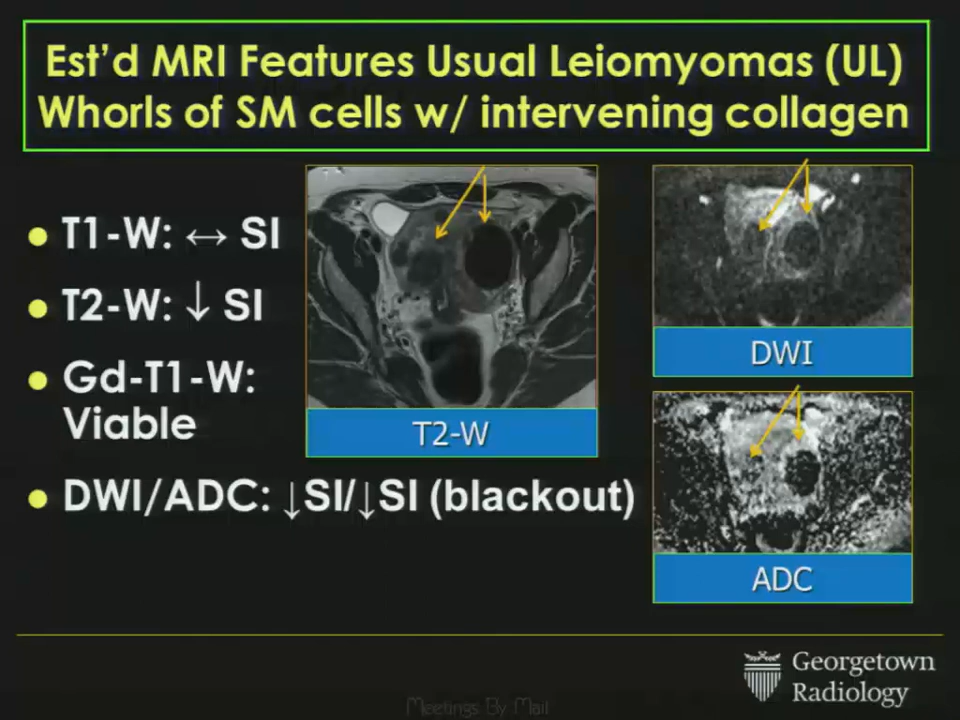 Est’d MRI Features Usual Leiomyomas (UL)
Whorls of SM cells w/ intervening collagen
● T1-W: ↔ SI
● T2-W: ↓ SI
● Gd-T1-W:
Viable
● DWI/ADC: ↓SI/↓SI (blackout)
T2-W
DWI
ADC
Georgetown
Radiology
Meetings By Mail